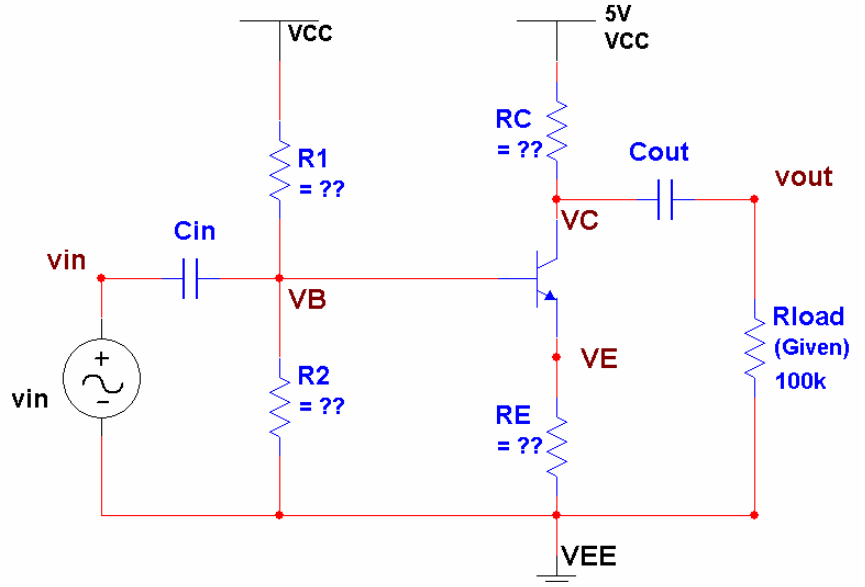 VCC
5V
VCC
R1
= ??
RC
= ??
Cout
vout
VC
Cin
vin
VB
Rload
(Given)
100k
VE
vin
+
-
R2
= ??
RE
= ??
VEE